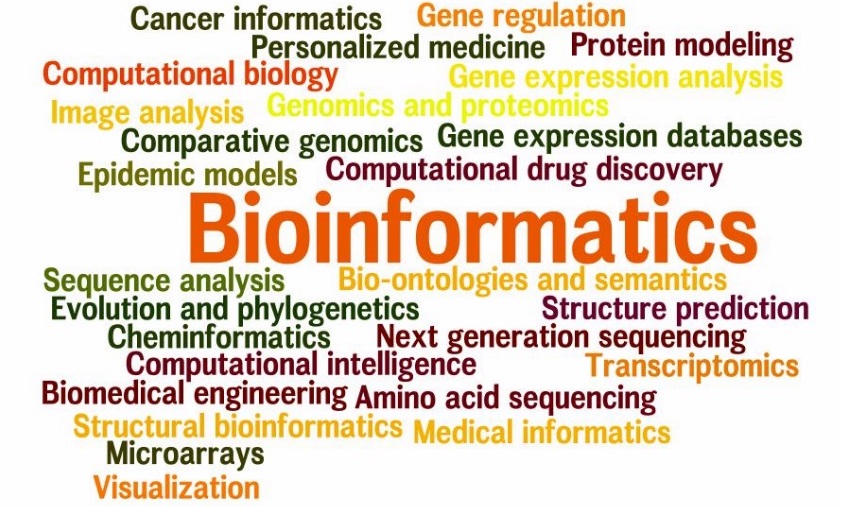 Cancer informatics Gene regulation
Personalized medicine Protein modeling
Computational biology Gene expression analysis
Image analysis Genomics and proteomics
Comparative genomics Gene expression databases
Epidemic models Computational drug discovery
Bioinformatics
Sequence analysis Bio-ontologies and semantics
Evolution and phylogenetics Structure prediction
Cheminformatics Next generation sequencing
Computational intelligence Transcriptomics
Biomedical engineering Amino acid sequencing
Structural bioinformatics Medical informatics
Microarrays
Visualization